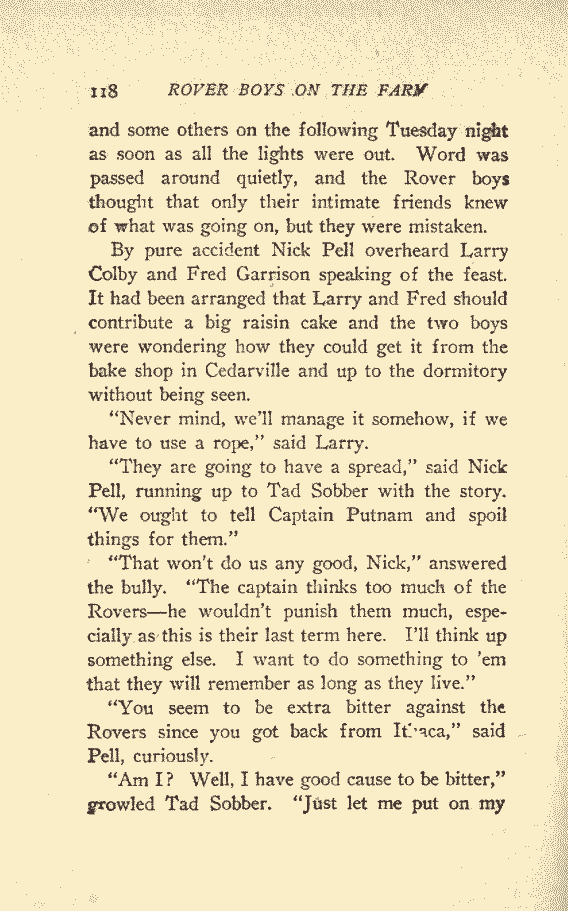 118 ROVER BOYS ON THE FARM
and some others on the following Tuesday night
as soon as all the lights were out. Word was
passed around quietly, and the Rover boys
thought that only their intimate friends knew
of what was going on, but they were mistaken.
By pure accident Nick Pell overheard Larry
Colby and Fred Garrison speaking of the feast.
It had been arranged that Larry and Fred should
contribute a big raisin cake and the two boys
were wondering how they could get it from the
bake shop in Cedarville and up to the dormitory
without being seen.
“Never mind, we’ll manage it somehow, if we
have to use a rope,” said Larry.
“They are going to have a spread,” said Nick
Pell, running up to Tad Sobber with the story.
“We ought to tell Captain Putnam and spoil
things for them.”
“That won’t do us any good, Nick,” answered
the bully. “The captain thinks too much of the
Rovers—he wouldn’t punish them much, espe-
cially as this is their last term here. I’ll think up
something else. I want to do something to ’em
that they will remember as long as they live.”
“You seem to be extra bitter against the
Rovers since you got back from Ithaca,” said
Pell, curiously.
“Am I? Well, I have good cause to be bitter,”
growled Tad Sobber. “Just let me put on my